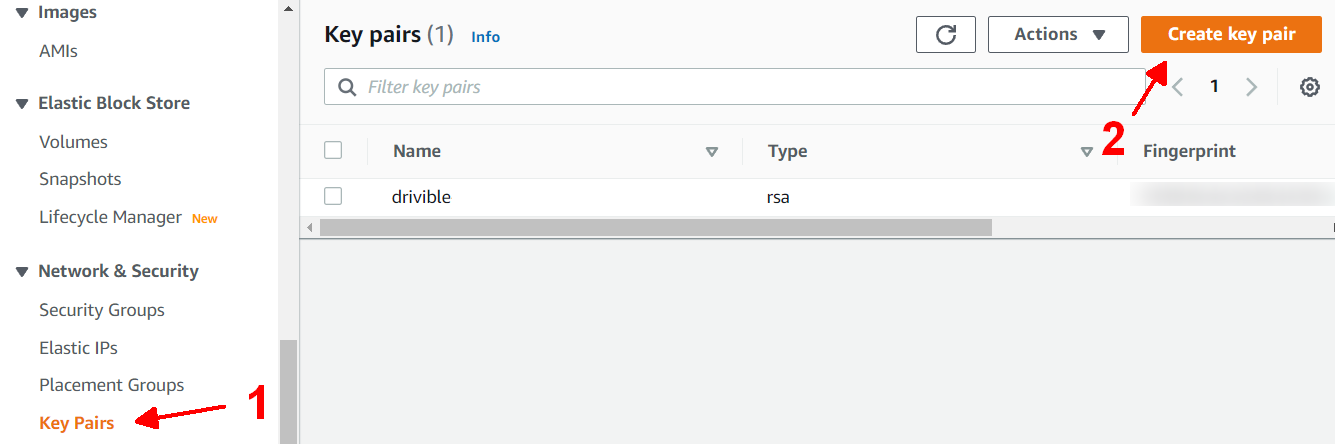 Images
AMIs
Elastic Block Store
Volumes
Snapshots
Lifecycle Manager New
Network & Security
Security Groups
Elastic IPs
Placement Groups
Key Pairs
1
Key pairs (1) Info
Actions
Create key pair
Filter key pairs
1
2
Name Type Fingerprint
drivible rsa